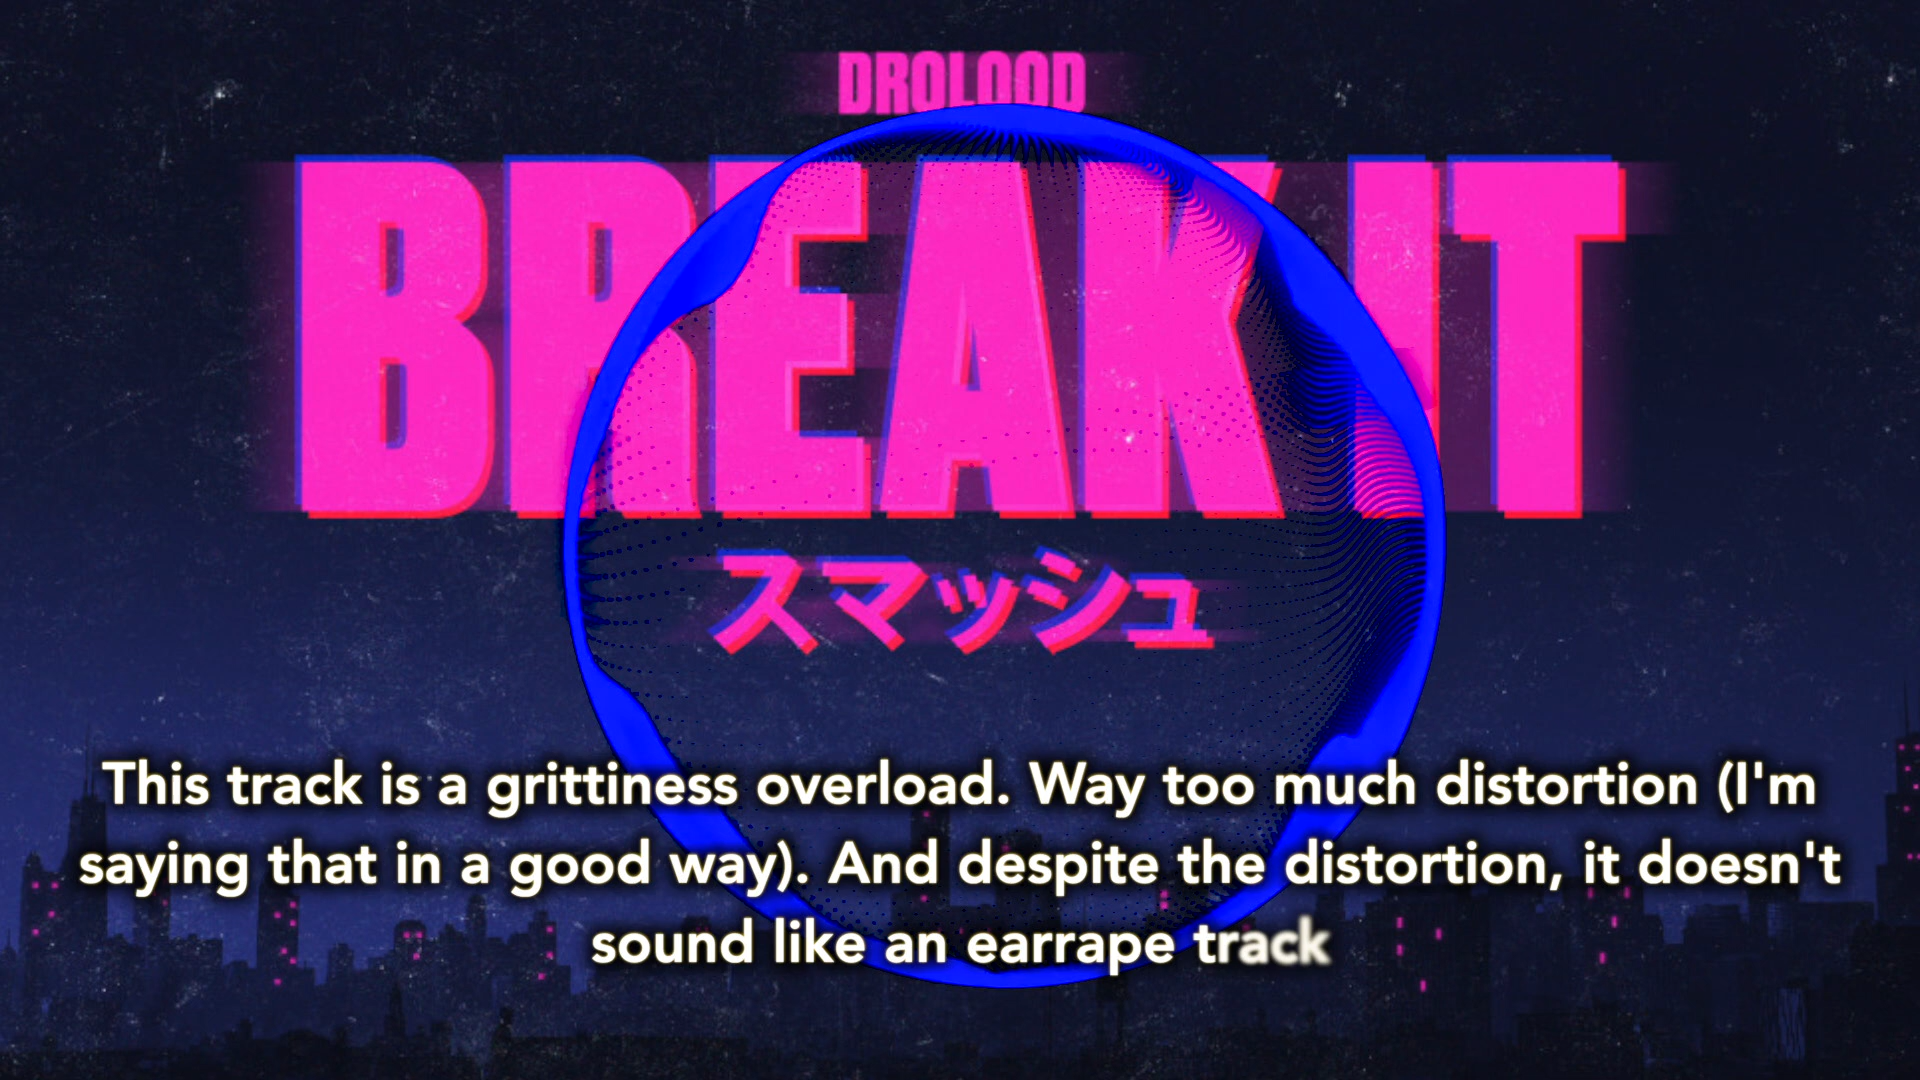 DROLOOD
BREAK IT
スマッシュ
This track is a grittiness overload. Way too much distortion (I'm
saying that in a good way). And despite the distortion, it doesn't
sound like an earrape track